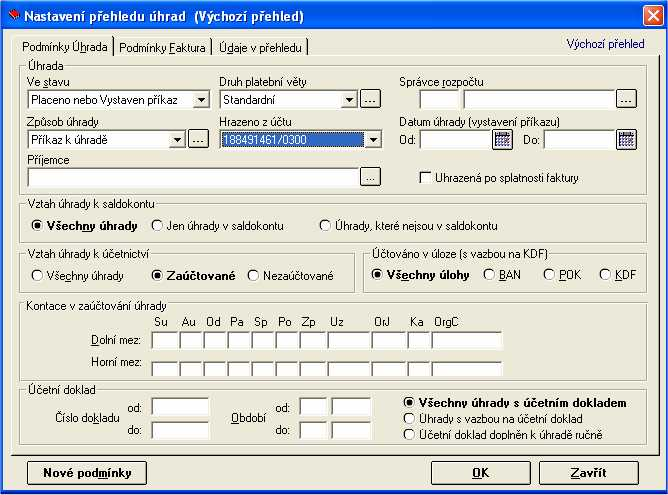 Nastavení přehledu úhrad (Výchozí přehled)
Podmínky Úhrada Podmínky Faktura Údaje v přehledu Výchozí přehled
Úhrada
Ve stavu Druh platební věty Správce rozpočtu
Placeno nebo Vystaven příkaz Standardní ... ...
Způsob úhrady Hrazeno z účtu Datum úhrady (vystavení příkazu)
Příkaz k úhradě ... 188491461/0300 Od: Do:
Příjemce
... Uhrazená po splatnosti faktury
Vztah úhrady k saldokontu
Všechny úhrady Jen úhrady v saldokontu Úhrady, které nejsou v saldokontu
Vztah úhrady k účetnictví Účtováno v úloze (s vazbou na KDF)
Všechny úhrady Zaúčtované Nezaúčtované Všechny úlohy BAN POK KDF
Kontace v zaúčtování úhrady
Su Au Od Pa Sp Po Zp Uz OrJ Ka OrgC
Dolní mez:
Horní mez:
Účetní doklad
Číslo dokladu od: Období od: Všechny úhrady s účetním dokladem
Úhrady s vazbou na účetní doklad
do: do: Účetní doklad doplněn k úhradě ručně
Nové podmínky OK Zavřít